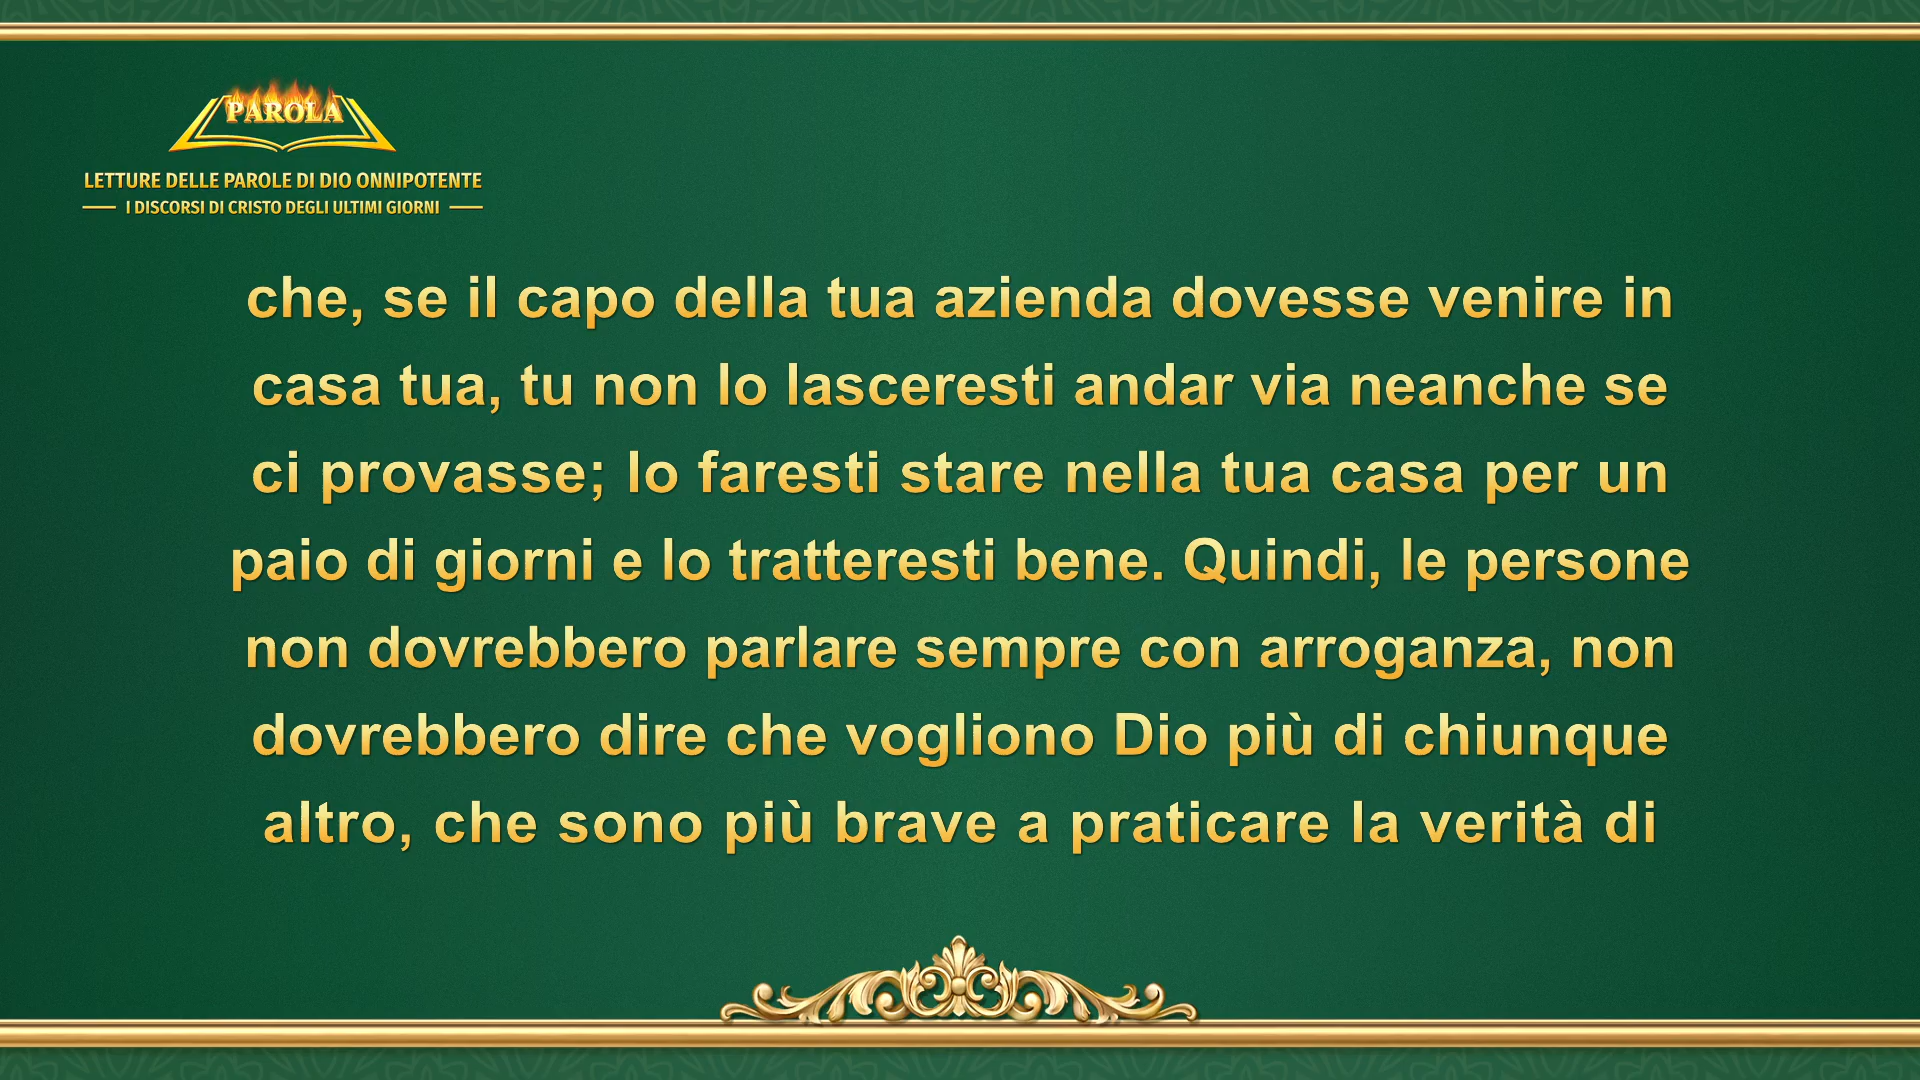 PAROLA
LETTURE DELLE PAROLE DI DIO ONNIPOTENTE
I DISCORSI DI CRISTO DEGLI ULTIMI GIORNI
che, se il capo della tua azienda dovesse venire in
casa tua, tu non lo lasceresti andar via neanche se
ci provasse; lo faresti stare nella tua casa per un
paio di giorni e lo tratteresti bene. Quindi, le persone
non dovrebbero parlare sempre con arroganza, non
dovrebbero dire che vogliono Dio più di chiunque
altro, che sono più brave a praticare la verità di